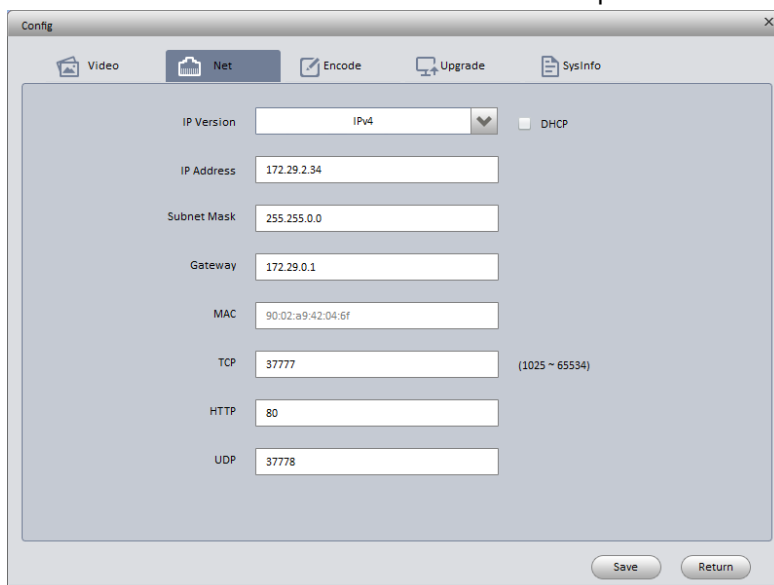 Config
Video Net Encode Upgrade SysInfo
IP Version IPv4 DHCP
IP Address 172.29.2.34
Subnet Mask 255.255.0.0
Gateway 172.29.0.1
MAC 90:02:a9:42:04:6f
TCP 37777 (1025 ~ 65534)
HTTP 80
UDP 37778
Save Return